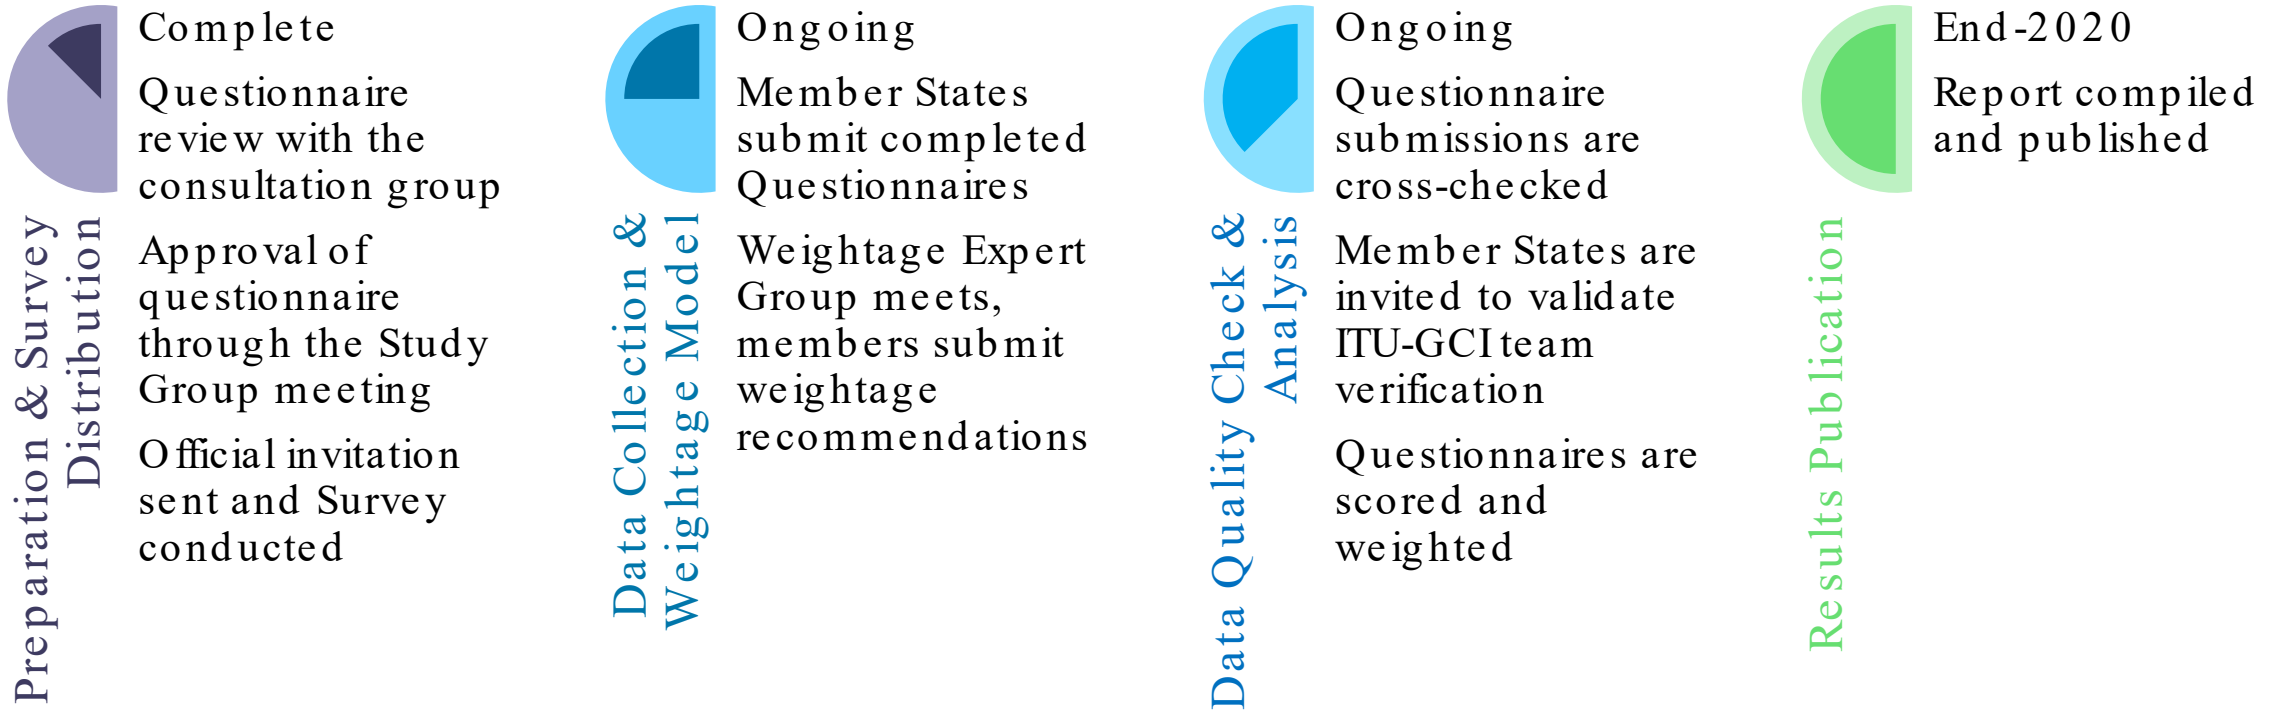 Preparation & Survey
Distribution
Complete
Questionnaire
review with the
consultation group
Approval of
questionnaire
through the Study
Group meeting
Official invitation
sent and Survey
conducted
Data Collection &
Weightage Model
Ongoing
Member States
submit completed
Questionnaires
Weightage Expert
Group meets,
members submit
weightage
recommendations
Data Quality Check &
Analysis
Ongoing
Questionnaire
submissions are
cross-checked
Member States are
invited to validate
ITU-GCI team
verification
Questionnaires are
scored and
weighted
Results Publication
End-2020
Report compiled
and published